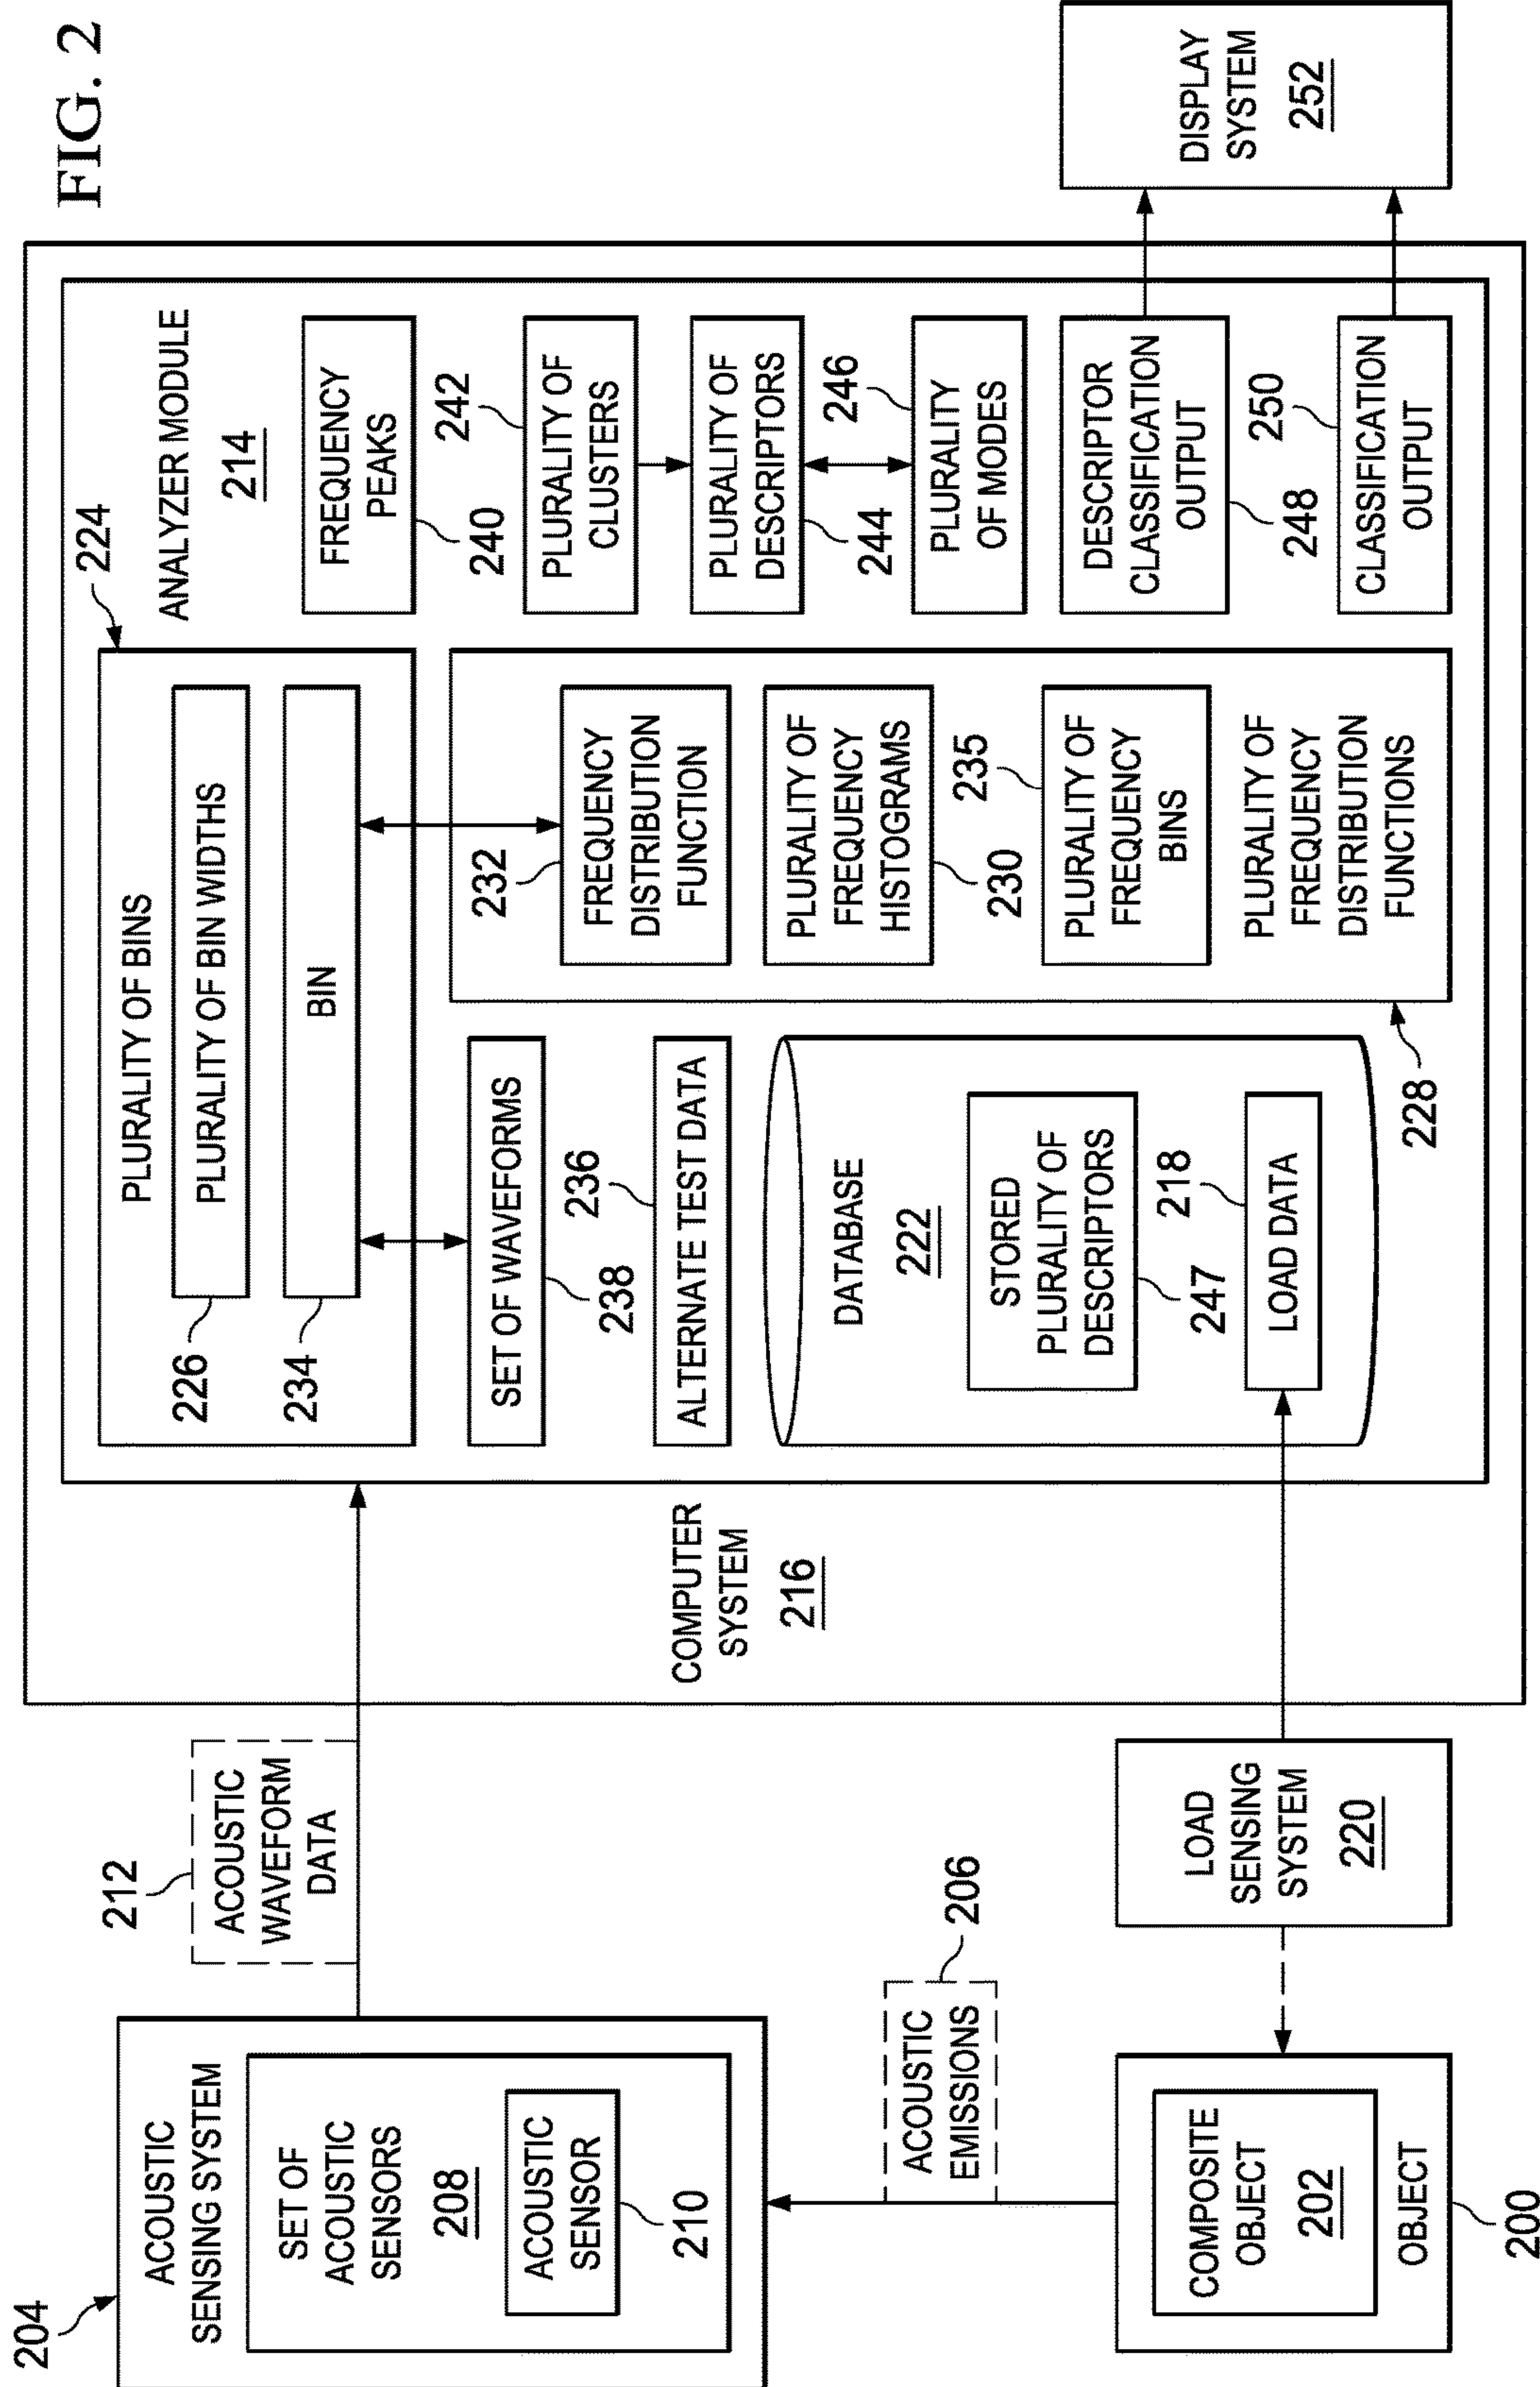 FIG. 2
204
ACOUSTIC
SENSING SYSTEM
SET OF
ACOUSTIC
SENSORS
208
ACOUSTIC
SENSOR
210
212
ACOUSTIC
WAVEFORM
DATA
206
ACOUSTIC
EMISSIONS
COMPOSITE
OBJECT
202
OBJECT
200
LOAD
SENSING
SYSTEM
220
COMPUTER
SYSTEM
216
ANALYZER MODULE
214
224
PLURALITY OF BINS
PLURALITY OF BIN WIDTHS
226
BIN
234
SET OF WAVEFORMS
238
236
ALTERNATE TEST DATA
DATABASE
222
STORED
PLURALITY OF
DESCRIPTORS
247
218
LOAD DATA
232
FREQUENCY
DISTRIBUTION
FUNCTION
PLURALITY OF
FREQUENCY
HISTOGRAMS
230
235
PLURALITY OF
FREQUENCY
BINS
PLURALITY OF
FREQUENCY
DISTRIBUTION
FUNCTIONS
228
FREQUENCY
PEAKS
240
242
PLURALITY OF
CLUSTERS
PLURALITY OF
DESCRIPTORS
244
246
PLURALITY
OF MODES
DESCRIPTOR
CLASSIFICATION
OUTPUT
248
250
CLASSIFICATION
OUTPUT
DISPLAY
SYSTEM
252